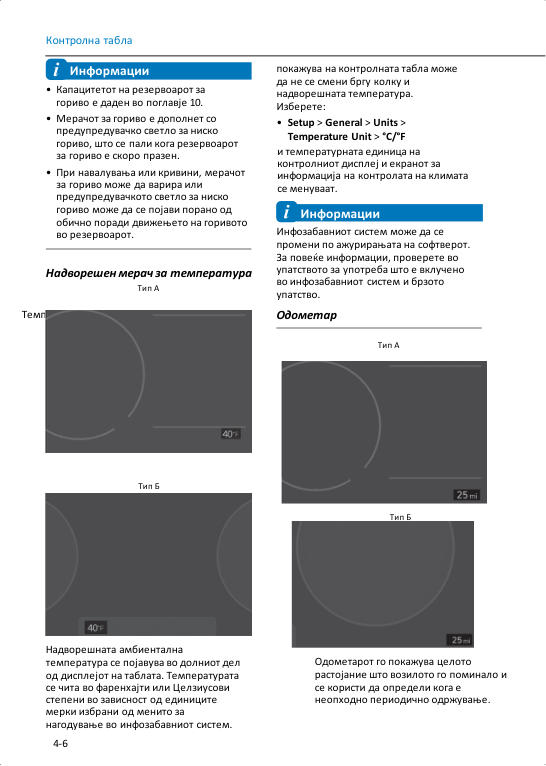 Контролна табла
i Информации
• Капацитетот на резервоарот за
гориво е даден во поглавје 10.
• Мерачот за гориво е дополнет со
предупредувачко светло за ниско
гориво, што се пали кога резервоарот
за гориво е скоро празен.
• При навалувања или кривини, мерачот
за гориво може да варира или
предупредувачкото светло за ниско
гориво може да се појави порано од
обично поради движењето на горивото
во резервоарот.
Надворешен мерач за температура
Тип А
Темп
40°F
Тип Б
40°F
Надворешната амбиентална
температура се појавува во долниот дел
од дисплејот на таблата. Температурата
се чита во фаренхајти или Целзиусови
степени во зависност од единиците
мерки избрани од менито за
нагодување во инфозабавниот систем.
покажува на контролната табла може
да не се смени бргу колку и
надворешната температура.
Изберете:
• Setup > General > Units >
Temperature Unit > °C/°F
и температурната единица на
контролниот дисплеј и екранот за
информација на контролата на климата
се менуваат.
i Информации
Инфозабавниот систем може да се
промени по ажурирањата на софтверот.
За повеќе информации, проверете во
упатството за употреба што е вклучено
во инфозабавниот систем и брзото
упатство.
Одометар
Тип А
25 mi
Тип Б
25 mi
Одометарот го покажува целото
растојание што возилото го поминало и
се користи да определи кога е
неопходно периодично одржување.
4-6